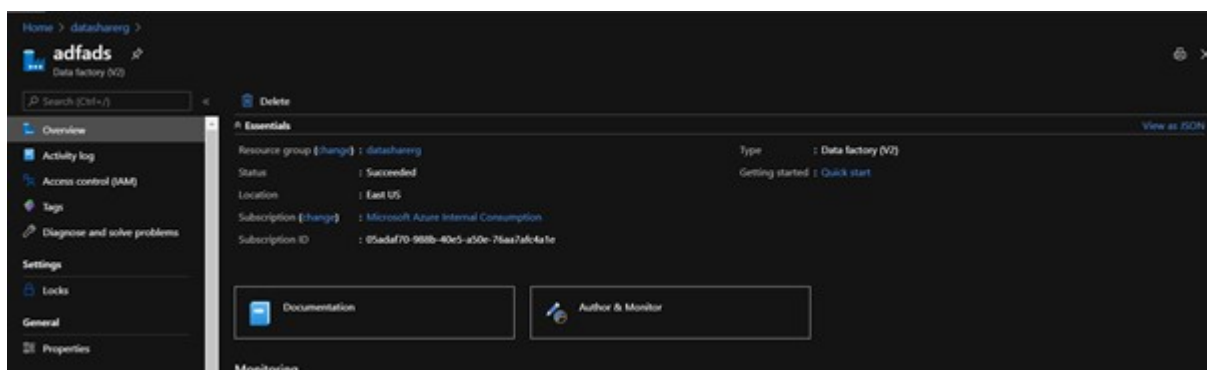 Home > datasharerg >
adfads
Data factory (V2)
Search (Ctrl+/)
«
Delete
Overview
Essentials
View as JSON
Activity log
Resource group (change) : datasharerg
Type : Data factory (V2)
Access control (IAM)
Status : Succeeded
Getting started : Quick start
Tags
Location : East US
Diagnose and solve problems
Subscription (change) : Microsoft Azure Internal Consumption
Subscription ID : 05adaf70-988b-40e5-a50e-76aa7afc4a1e
Settings
Locks
Documentation
Author & Monitor
General
Properties
Monitoring